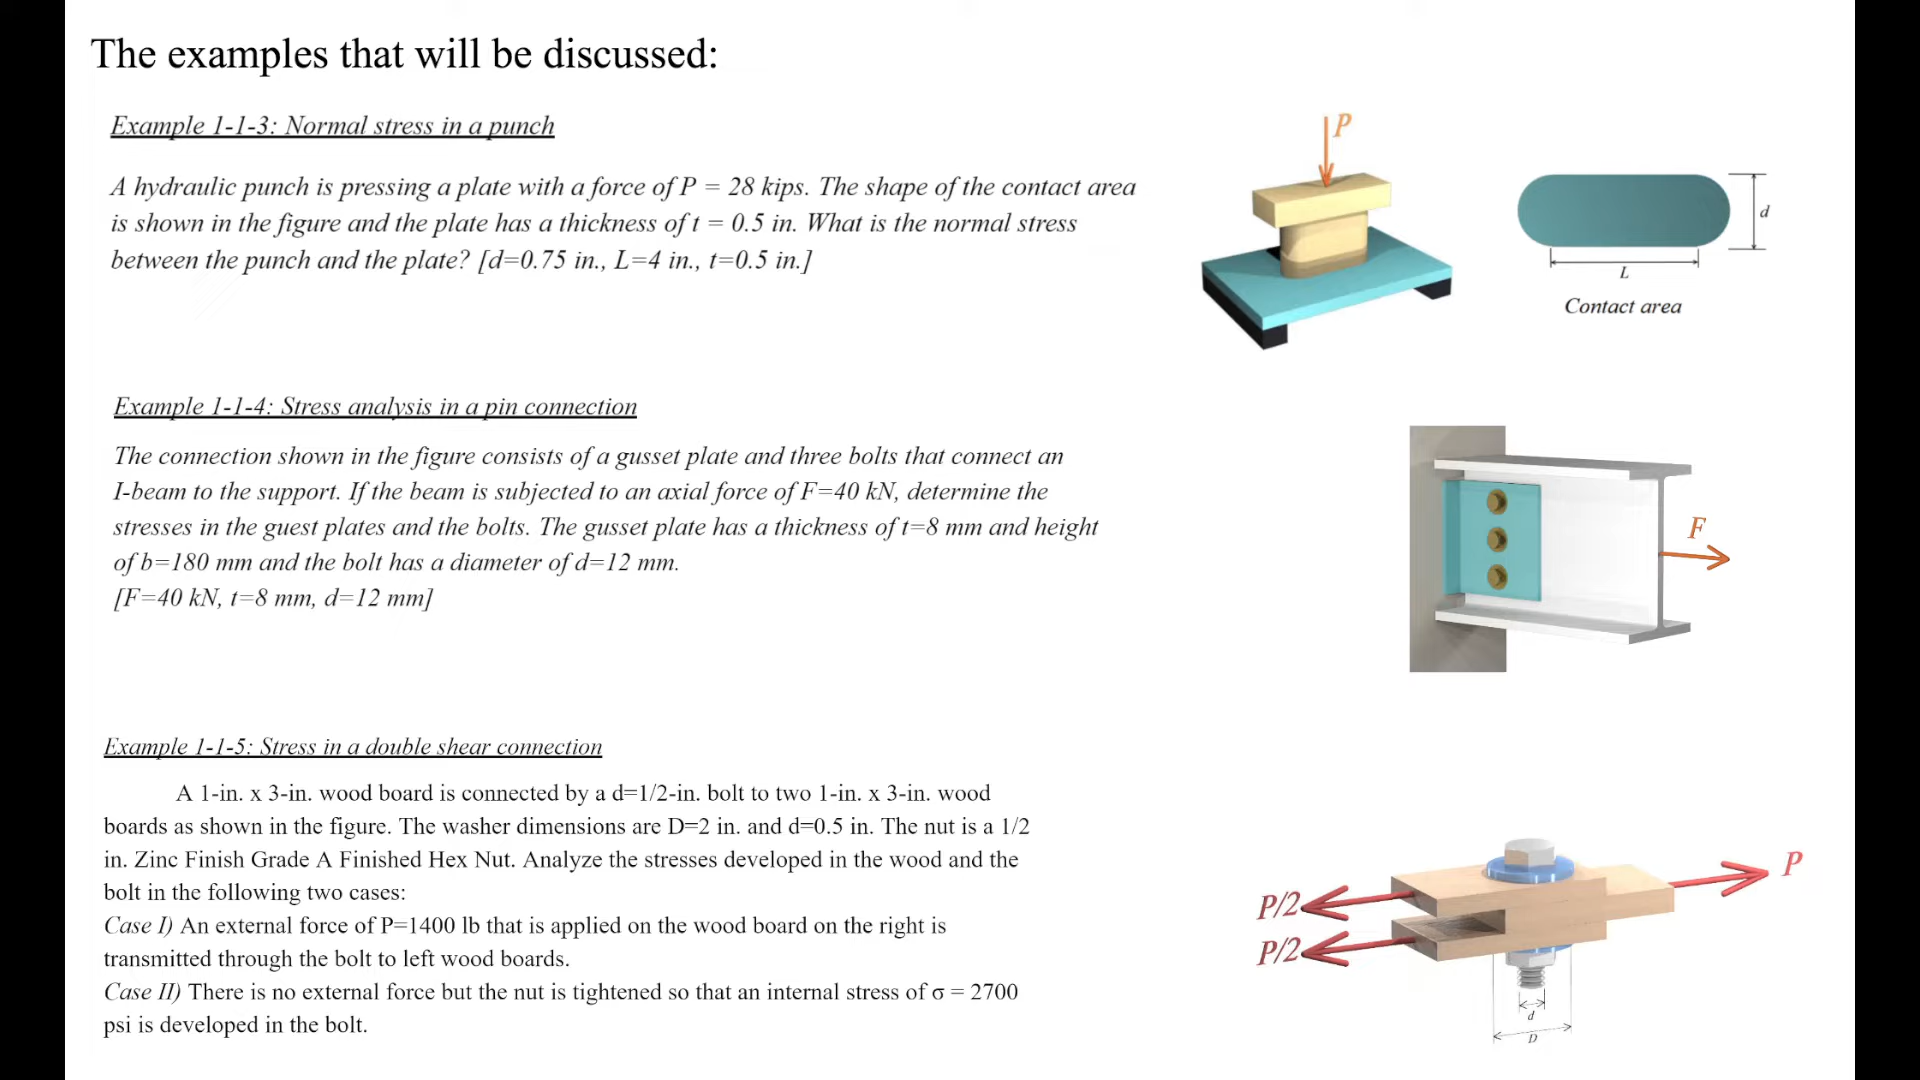 The examples that will be discussed:
Example 1-1-3: Normal stress in a punch
A hydraulic punch is pressing a plate with a force of P = 28 kips. The shape of the contact area
is shown in the figure and the plate has a thickness of t = 0.5 in. What is the normal stress
between the punch and the plate? [d=0.75 in., L=4 in., t=0.5 in.]
P
d
L
Contact area
Example 1-1-4: Stress analysis in a pin connection
The connection shown in the figure consists of a gusset plate and three bolts that connect an
I-beam to the support. If the beam is subjected to an axial force of F=40 kN, determine the
stresses in the guest plates and the bolts. The gusset plate has a thickness of t=8 mm and height
of b=180 mm and the bolt has a diameter of d=12 mm.
[F=40 kN, t=8 mm, d=12 mm]
F
Example 1-1-5: Stress in a double shear connection
A 1-in. x 3-in. wood board is connected by a d=1/2-in. bolt to two 1-in. x 3-in. wood
boards as shown in the figure. The washer dimensions are D=2 in. and d=0.5 in. The nut is a 1/2
in. Zinc Finish Grade A Finished Hex Nut. Analyze the stresses developed in the wood and the
bolt in the following two cases:
Case I) An external force of P=1400 lb that is applied on the wood board on the right is
transmitted through the bolt to left wood boards.
Case II) There is no external force but the nut is tightened so that an internal stress of σ = 2700
psi is developed in the bolt.
P
P/2
P/2
d
D